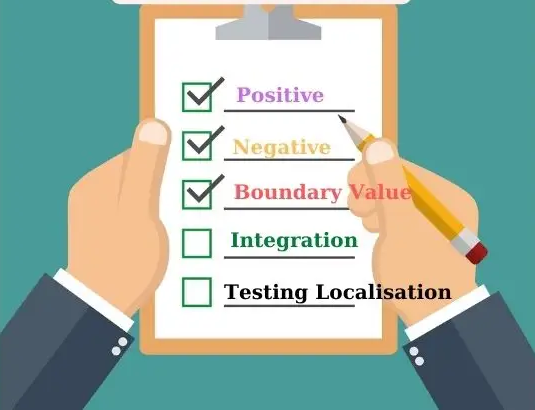 Positive
Negative
Boundary Value
Integration
Testing Localisation